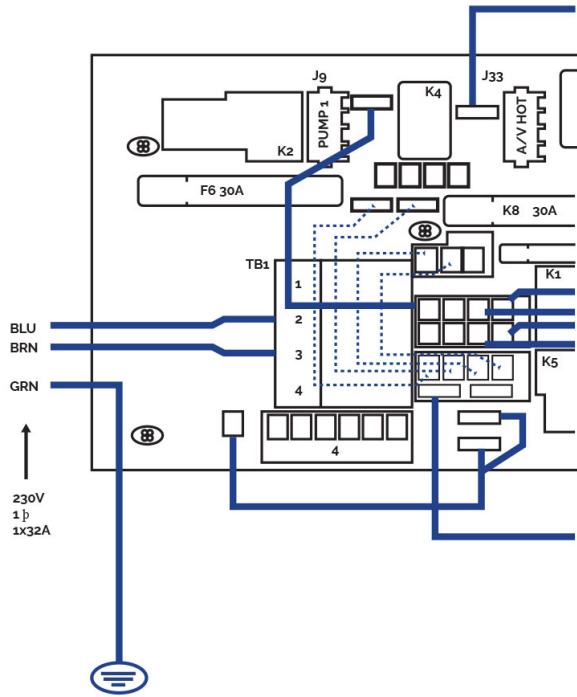 J9
J33
K4
PUMP 1
A/V HOT
K2
F6 30A
K8 30A
TB1
K1
1
BLU
2
BRN
3
K5
GRN
4
4
230V
1 þ
1x32A